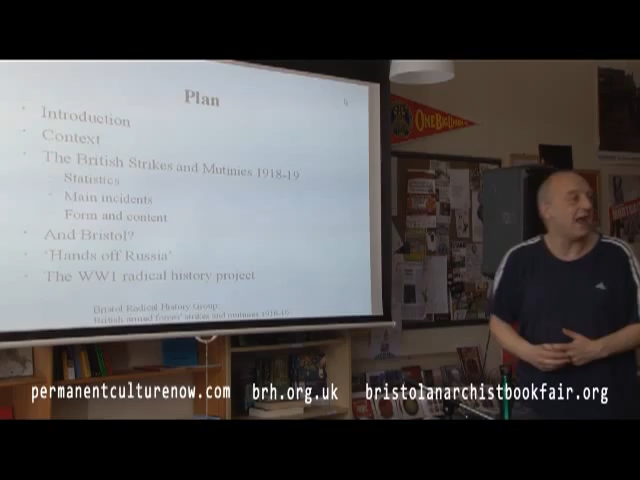 Plan
Introduction
Context
The British Strikes and Mutinies 1918-19
Statistics
Main incidents
Form and content
And Bristol?
'Hands off Russia'
The WW1 radical history project
Bristol Radical History Group:
British armed forces' strikes and mutinies 1918-19
ONE BIG UNION
adidas
permanentculturenow.com brh.org.uk bristolanarchistbookfair.org